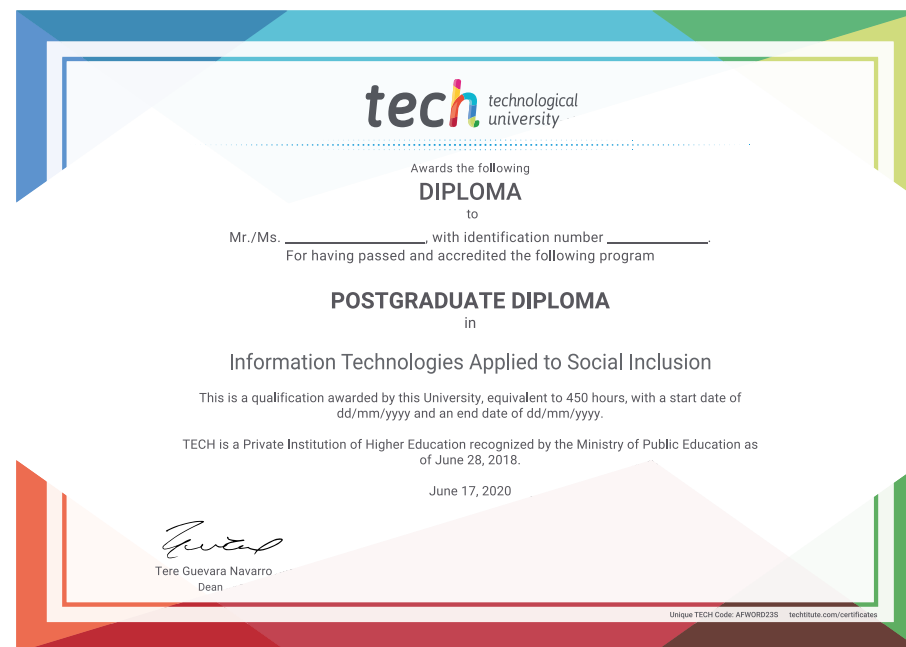 tech technological
university
Awards the following
DIPLOMA
to
Mr./Ms. ____________________, with identification number ______________.
For having passed and accredited the following program
POSTGRADUATE DIPLOMA
in
Information Technologies Applied to Social Inclusion
This is a qualification awarded by this University, equivalent to 450 hours, with a start date of
dd/mm/yyyy and an end date of dd/mm/yyyy.
TECH is a Private Institution of Higher Education recognized by the Ministry of Public Education as
of June 28, 2018.
June 17, 2020
Tere Guevara Navarro
Dean
Unique TECH Code: AFWORD23S techtitute.com/certificates